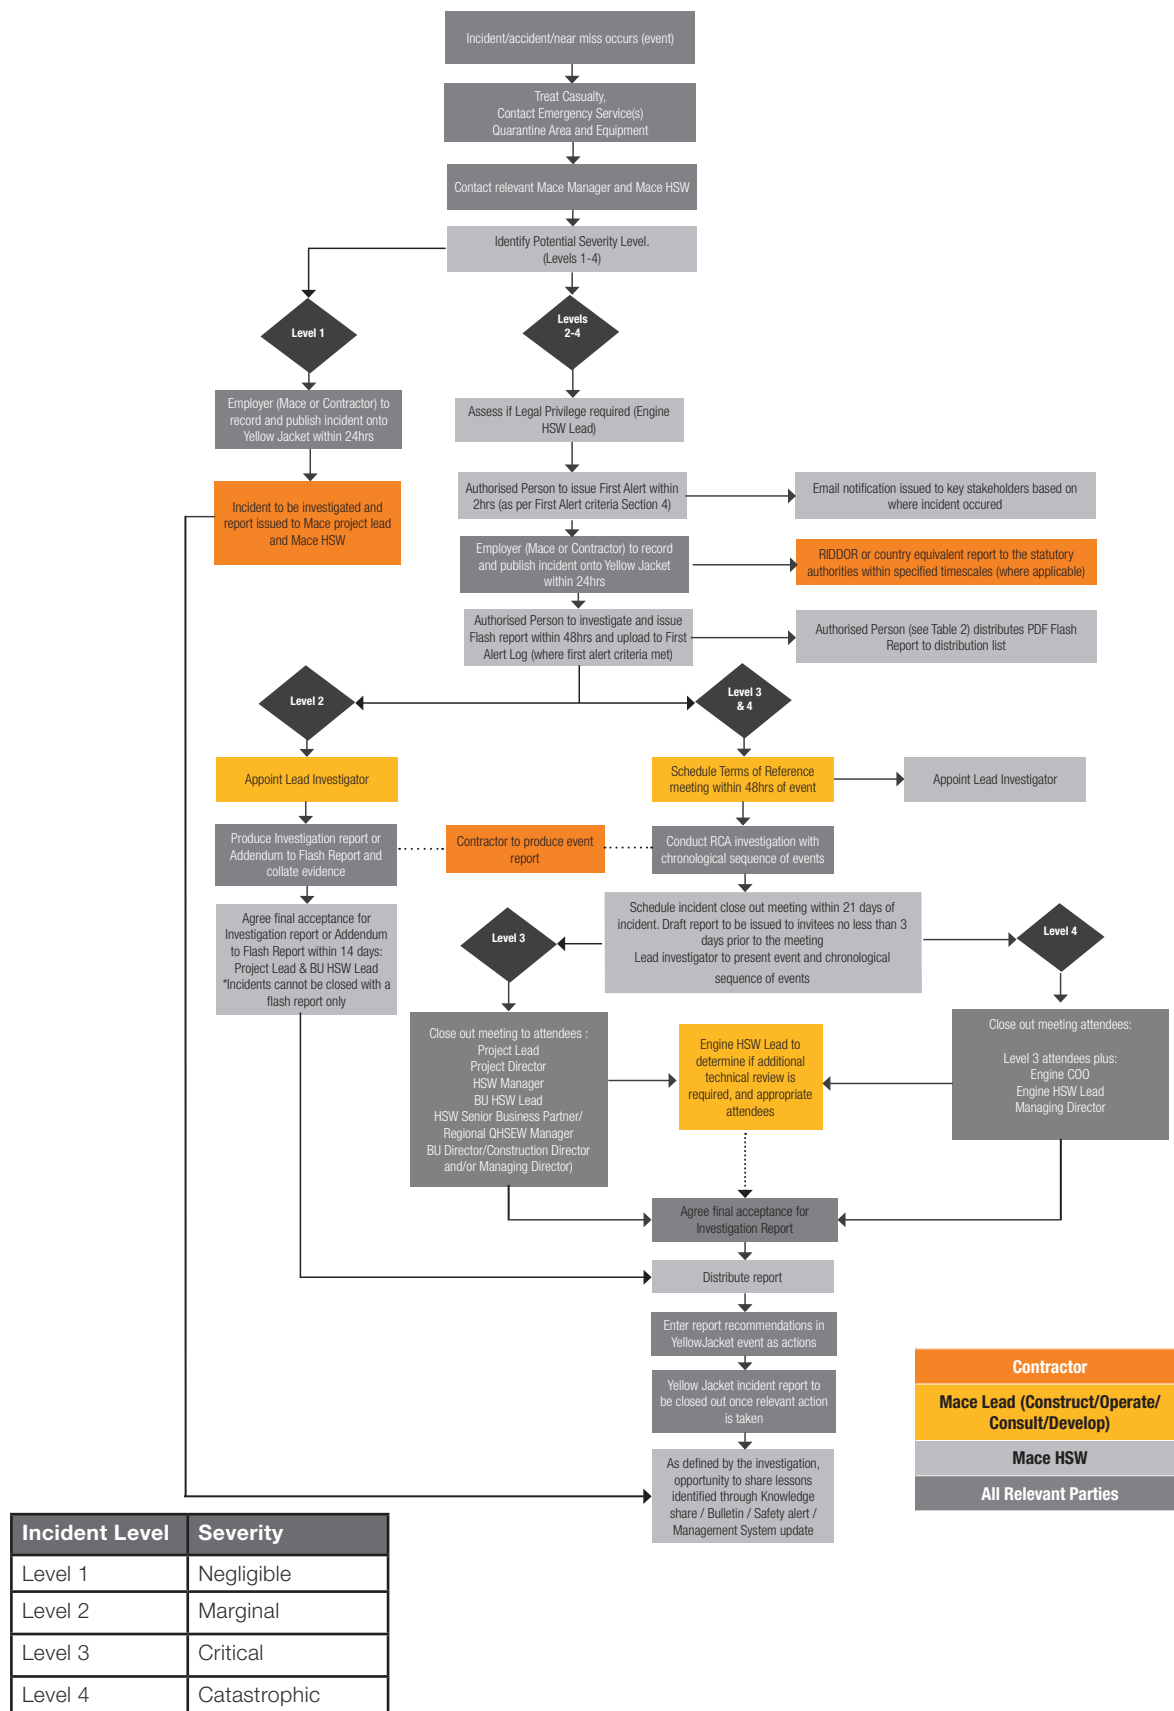 Incident/accident/near miss occurs (event)
Treat Casualty,
Contact Emergency Service(s)
Quarantine Area and Equipment
Contact relevant Mace Manager and Mace HSW
Identify Potential Severity Level.
(Levels 1-4)
Level 1
Levels
2-4
Employer (Mace or Contractor) to
record and publish incident onto
Yellow Jacket within 24hrs
Assess if Legal Privilege required (Engine
HSW Lead)
Incident to be investigated and
report issued to Mace project lead
and Mace HSW
Authorised Person to issue First Alert within
2hrs (as per First Alert criteria Section 4)
Email notification issued to key stakeholders based on
where incident occured
Employer (Mace or Contractor) to record
and publish incident onto Yellow Jacket
within 24hrs
RIDDOR or country equivalent report to the statutory
authorities within specified timescales (where applicable)
Authorised Person to investigate and issue
Flash report within 48hrs and upload to First
Alert Log (where first alert criteria met)
Authorised Person (see Table 2) distributes PDF Flash
Report to distribution list
Level 2
Level 3
& 4
Appoint Lead Investigator
Schedule Terms of Reference
meeting within 48hrs of event
Appoint Lead Investigator
Produce Investigation report or
Addendum to Flash Report and
collate evidence
Contractor to produce event
report
Conduct RCA investigation with
chronological sequence of events
Agree final acceptance for
Investigation report or Addendum
to Flash Report within 14 days:
Project Lead & BU HSW Lead
*Incidents cannot be closed with a
flash report only
Level 3
Schedule incident close out meeting within 21 days of
incident. Draft report to be issued to invitees no less than 3
days prior to the meeting
Lead investigator to present event and chronological
sequence of events
Level 4
Close out meeting to attendees :
Project Lead
Project Director
HSW Manager
BU HSW Lead
HSW Senior Business Partner/
Regional QHSEW Manager
BU Director/Construction Director
and/or Managing Director)
Engine HSW Lead to
determine if additional
technical review is
required, and appropriate
attendees
Close out meeting attendees:
Level 3 attendees plus:
Engine COO
Engine HSW Lead
Managing Director
Agree final acceptance for
Investigation Report
Distribute report
Enter report recommendations in
YellowJacket event as actions
Yellow Jacket incident report to
be closed out once relevant action
is taken
As defined by the investigation,
opportunity to share lessons
identified through Knowledge
share / Bulletin / Safety alert /
Management System update
Contractor
Mace Lead (Construct/Operate/
Consult/Develop)
Mace HSW
All Relevant Parties
Incident Level Severity
Level 1 Negligible
Level 2 Marginal
Level 3 Critical
Level 4 Catastrophic